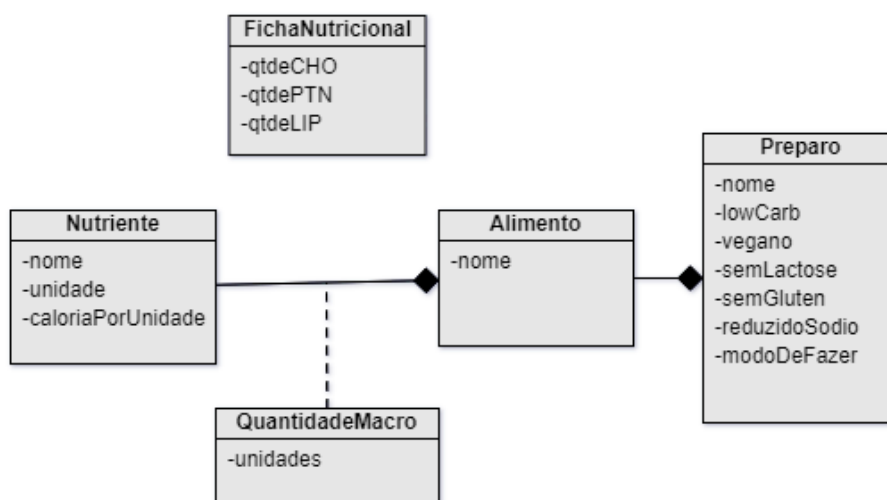 FichaNutricional
-qtdeCHO
-qtdePTN
-qtdeLIP
Nutriente
-nome
-unidade
-caloriaPorUnidade
Alimento
-nome
Preparo
-nome
-lowCarb
-vegano
-semLactose
-semGluten
-reduzidoSodio
-modoDeFazer
QuantidadeMacro
-unidades